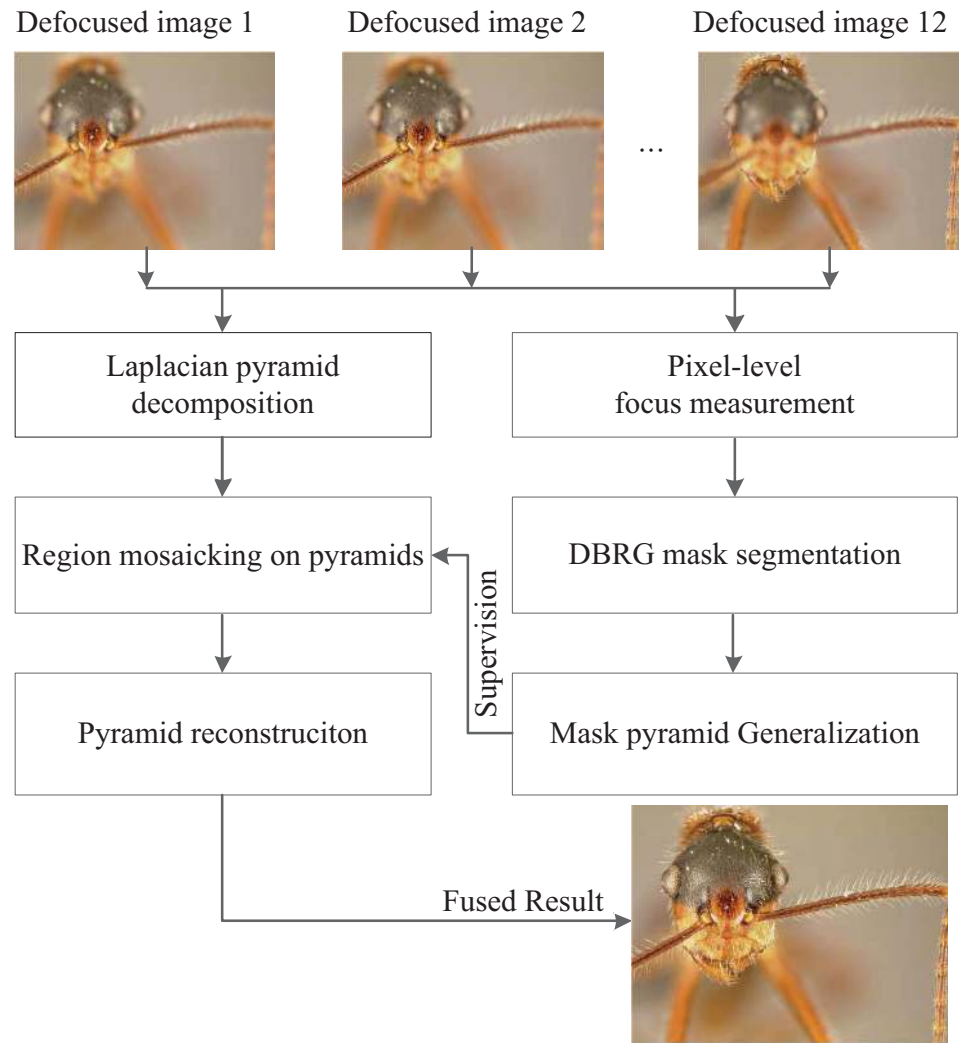 Defocused image 1
Defocused image 2
Defocused image 12
...
Laplacian pyramid
decomposition
Pixel-level
focus measurement
Region mosaicking on pyramids
DBRG mask segmentation
Supervision
Pyramid reconstruciton
Mask pyramid Generalization
Fused Result